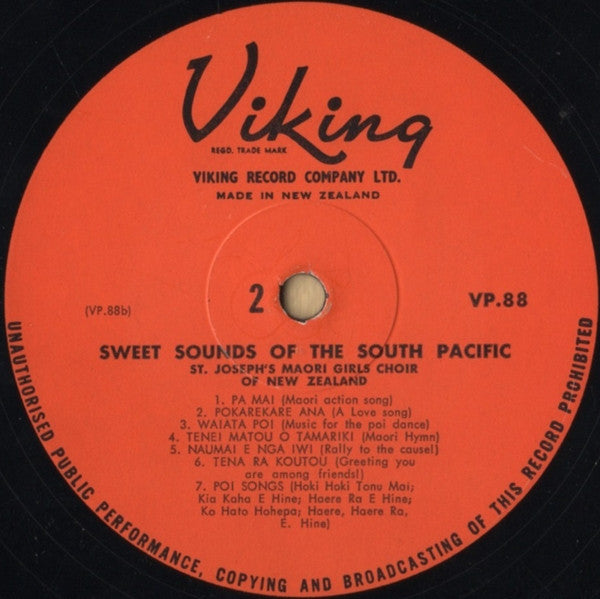 Viking
REGD. TRADE MARK
VIKING RECORD COMPANY LTD.
MADE IN NEW ZEALAND
2
(VP.88b)
VP.88
SWEET SOUNDS OF THE SOUTH PACIFIC
ST. JOSEPH'S MAORI GIRLS CHOIR
OF NEW ZEALAND
1. PA MAI (Maori action song)
2. POKAREKARE ANA (A Love song)
3. WAIATA POI (Music for the poi dance)
4. TENEI MATOU O TAMARIKI (Maori Hymn)
5. NAUMAI E NGA IWI (Rally to the cause!)
6. TENA RA KOUTOU (Greeting you
are among friends!)
7. POI SONGS (Hoki Hoki Tonu Mai;
Kia Kaha E Hine; Haere Ra E Hine;
Ko Hato Hohepa; Haere, Haere Ra,
E. Hine)
UNAUTHORISED PUBLIC PERFORMANCE, COPYING AND BROADCASTING OF THIS RECORD PROHIBITED